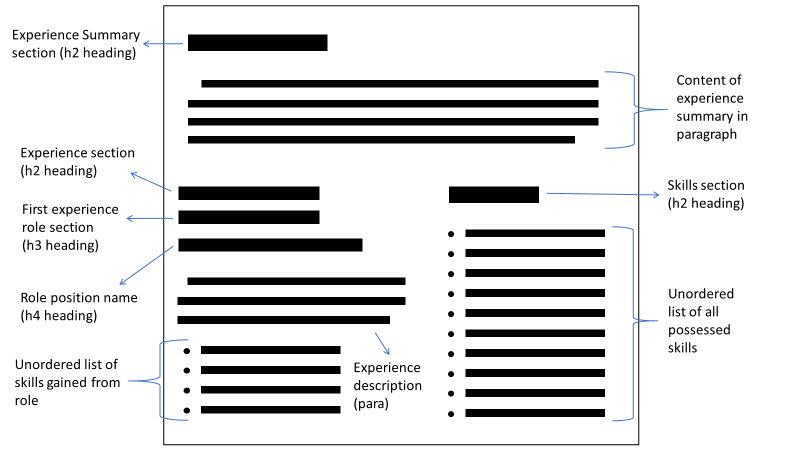 Experience Summary
section (h2 heading)
Content of
experience
summary in
paragraph
Experience section
(h2 heading)
Skills section
(h2 heading)
First experience
role section
(h3 heading)
Role position name
(h4 heading)
Unordered
list of all
possessed
skills
Unordered list of
skills gained from
role
Experience
description
(para)